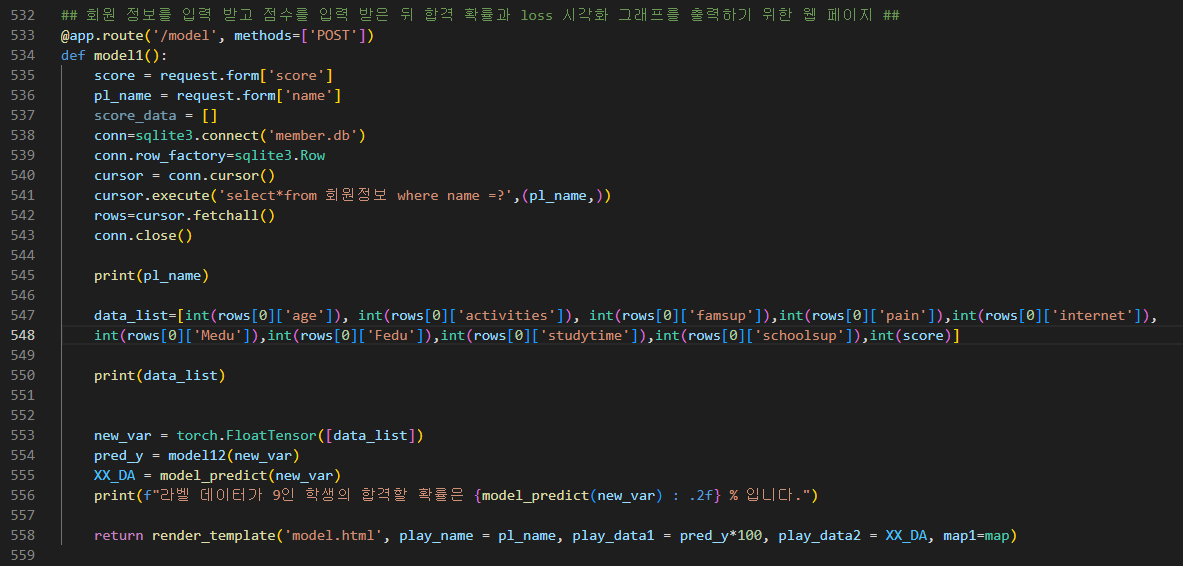 532 ## 회원 정보를 입력 받고 점수를 입력 받은 뒤 합격 확률과 loss 시각화 그래프를 출력하기 위한 웹 페이지 ##
533 @app.route('/model', methods=['POST'])
534 def model1():
535     score = request.form['score']
536     pl_name = request.form['name']
537     score_data = []
538     conn=sqlite3.connect('member.db')
539     conn.row_factory=sqlite3.Row
540     cursor = conn.cursor()
541     cursor.execute('select*from 회원정보 where name =?',(pl_name,))
542     rows=cursor.fetchall()
543     conn.close()
544
545     print(pl_name)
546
547     data_list=[int(rows[0]['age']), int(rows[0]['activities']), int(rows[0]['famsup']),int(rows[0]['pain']),int(rows[0]['internet']),
548     int(rows[0]['Medu']),int(rows[0]['Fedu']),int(rows[0]['studytime']),int(rows[0]['schoolsup']),int(score)]
549
550     print(data_list)
551
552
553     new_var = torch.FloatTensor([data_list])
554     pred_y = model12(new_var)
555     XX_DA = model_predict(new_var)
556     print(f"라벨 데이터가 9인 학생의 합격할 확률은 {model_predict(new_var) : .2f} % 입니다.")
557
558     return render_template('model.html', play_name = pl_name, play_data1 = pred_y*100, play_data2 = XX_DA, map1=map)
559